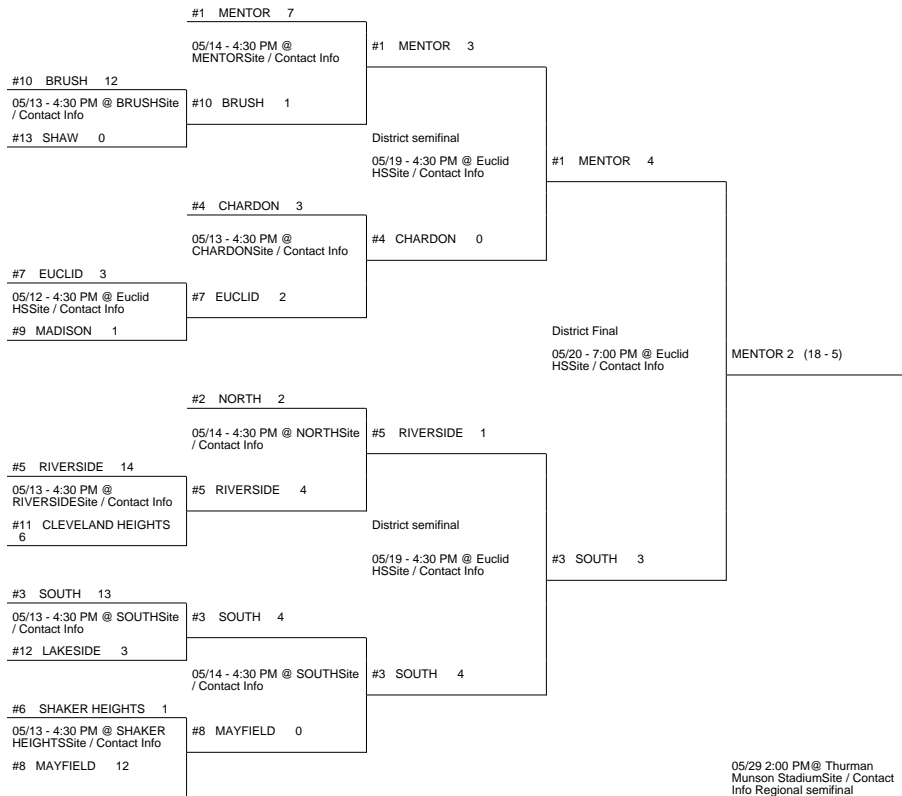 #1 MENTOR 7
05/14 - 4:30 PM @
MENTORSite / Contact Info
#1 MENTOR 3
#10 BRUSH 12
05/13 - 4:30 PM @ BRUSHSite
/ Contact Info
#10 BRUSH 1
#13 SHAW 0
District semifinal
05/19 - 4:30 PM @ Euclid
HSSite / Contact Info
#1 MENTOR 4
#4 CHARDON 3
05/13 - 4:30 PM @
CHARDONSite / Contact Info
#4 CHARDON 0
#7 EUCLID 3
05/12 - 4:30 PM @ Euclid
HSSite / Contact Info
#7 EUCLID 2
#9 MADISON 1
District Final
05/20 - 7:00 PM @ Euclid
HSSite / Contact Info
MENTOR 2 (18 - 5)
#2 NORTH 2
05/14 - 4:30 PM @ NORTHSite
/ Contact Info
#5 RIVERSIDE 1
#5 RIVERSIDE 14
05/13 - 4:30 PM @
RIVERSIDESite / Contact Info
#5 RIVERSIDE 4
#11 CLEVELAND HEIGHTS
6
District semifinal
05/19 - 4:30 PM @ Euclid
HSSite / Contact Info
#3 SOUTH 3
#3 SOUTH 13
05/13 - 4:30 PM @ SOUTHSite
/ Contact Info
#3 SOUTH 4
#12 LAKESIDE 3
05/14 - 4:30 PM @ SOUTHSite
/ Contact Info
#3 SOUTH 4
#6 SHAKER HEIGHTS 1
05/13 - 4:30 PM @ SHAKER
HEIGHTSSite / Contact Info
#8 MAYFIELD 0
#8 MAYFIELD 12
05/29 2:00 PM@ Thurman
Munson StadiumSite / Contact
Info Regional semifinal